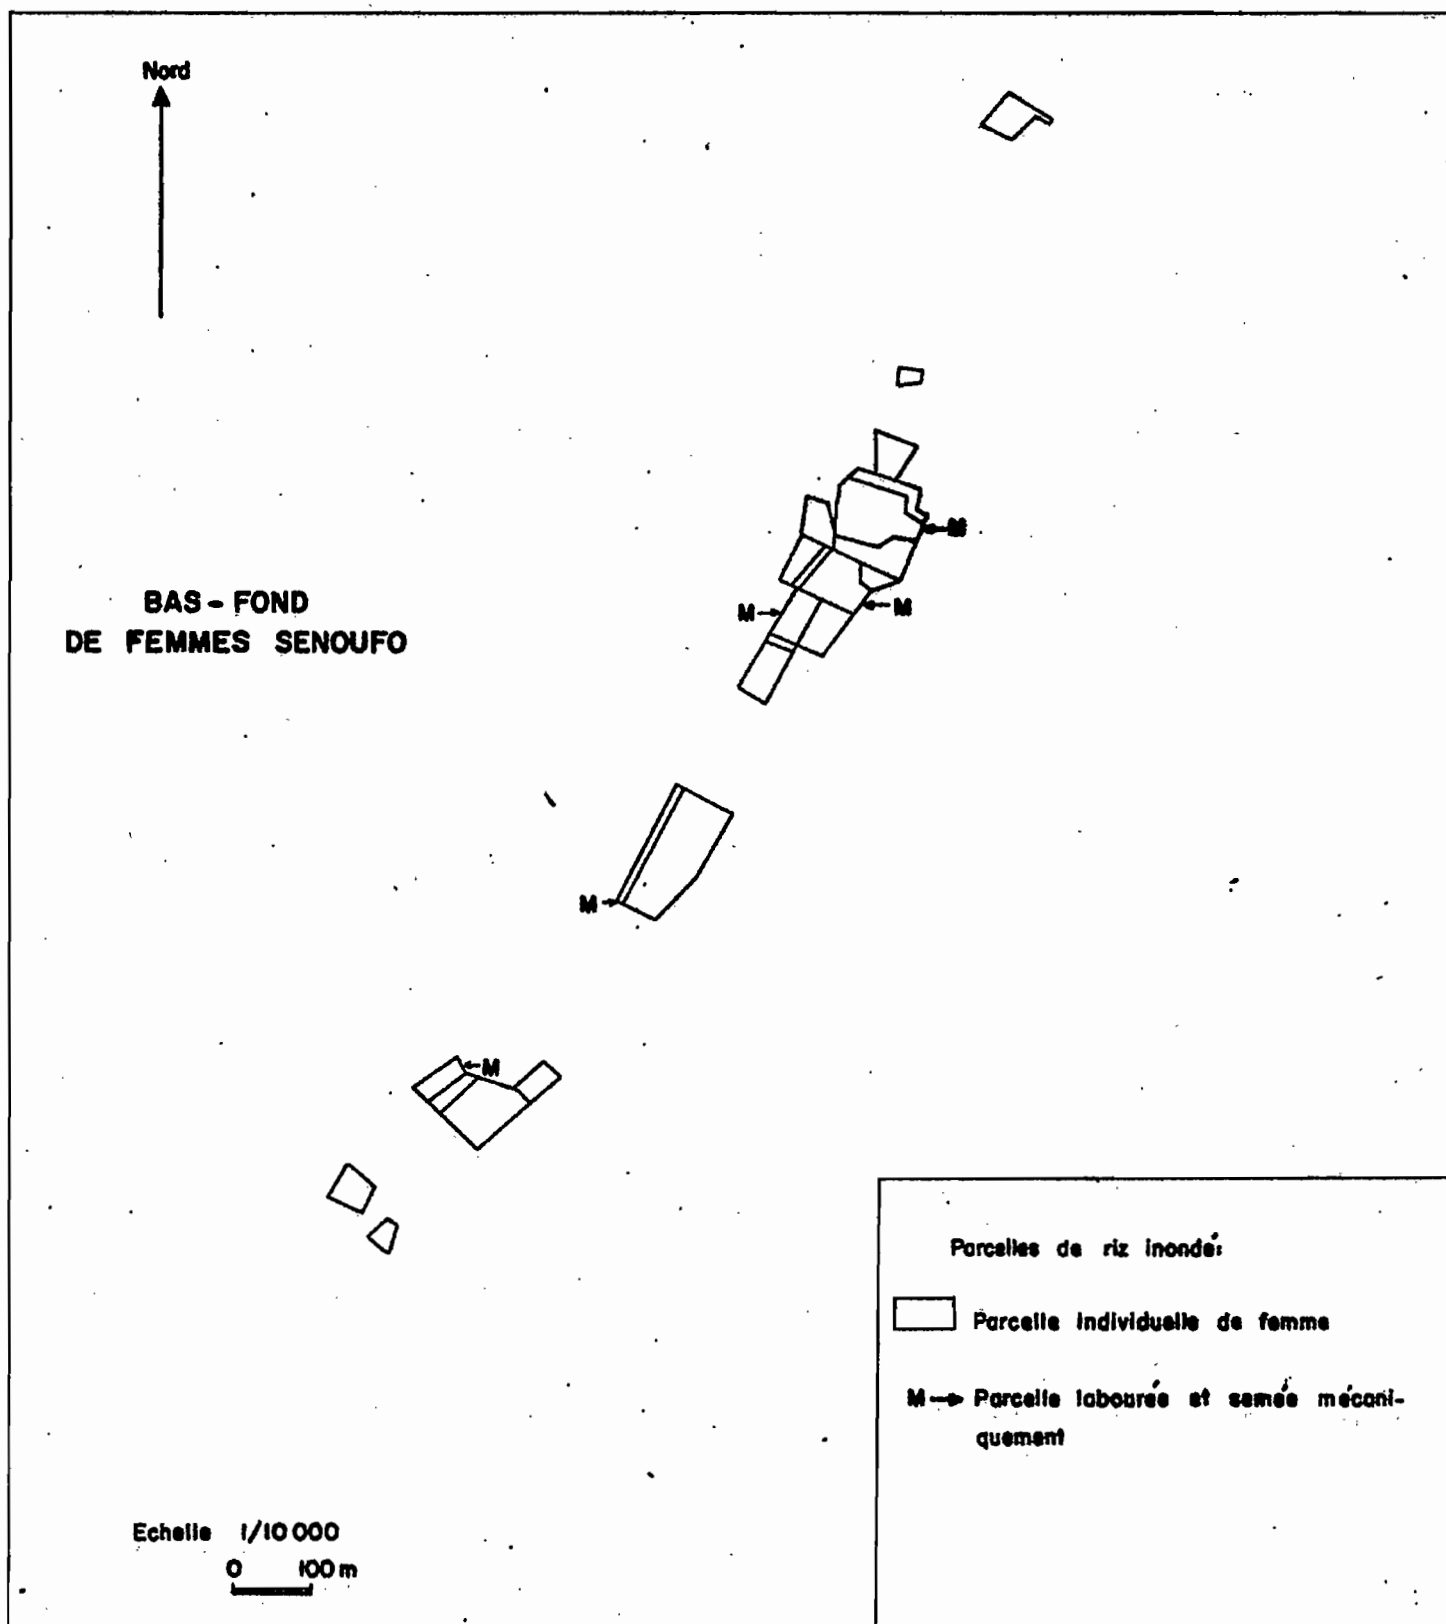 Nord
BAS-FOND
DE FEMMES SENOUFO
M
M
M
M
M
Parcelles de riz inondé:
Parcelle individuelle de femme
M → Parcelle labourée et semée mécani-
quement
Echelle 1/10 000
0 100 m